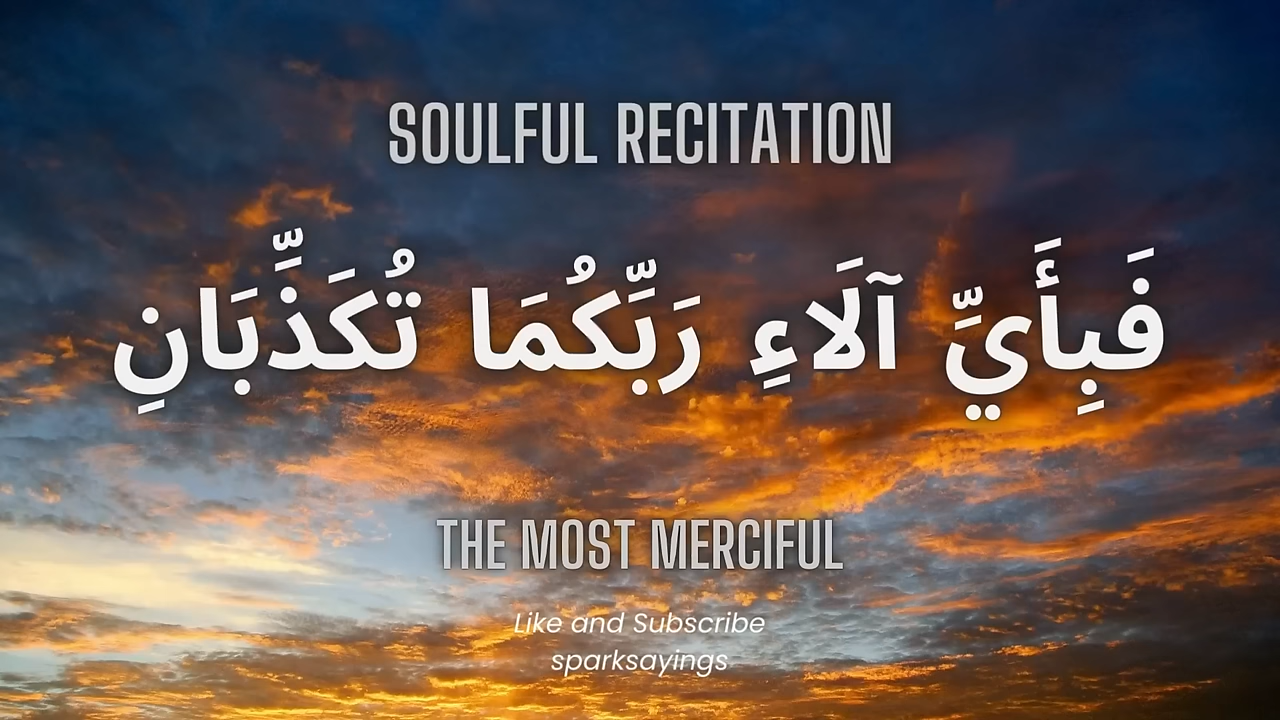 SOULFUL RECITATION
فَبِأَيِّ آلَاءِ رَبِّكُمَا تُكَذِّبَانِ
THE MOST MERCIFUL
Like and Subscribe
sparksayings